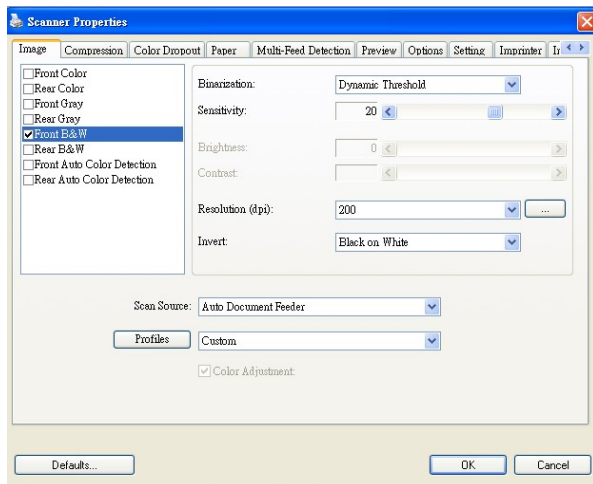 Scanner Properties
Image Compression Color Dropout Paper Multi-Feed Detection Preview Options Setting Imprinter
Front Color
Rear Color
Front Gray
Rear Gray
Front B&W
Rear B&W
Front Auto Color Detection
Rear Auto Color Detection
Binarization: Dynamic Threshold
Sensitivity: 20
Brightness: 0
Contrast:
Resolution (dpi): 200 ...
Invert: Black on White
Scan Source: Auto Document Feeder
Profiles Custom
Color Adjustment:
Defaults... OK Cancel